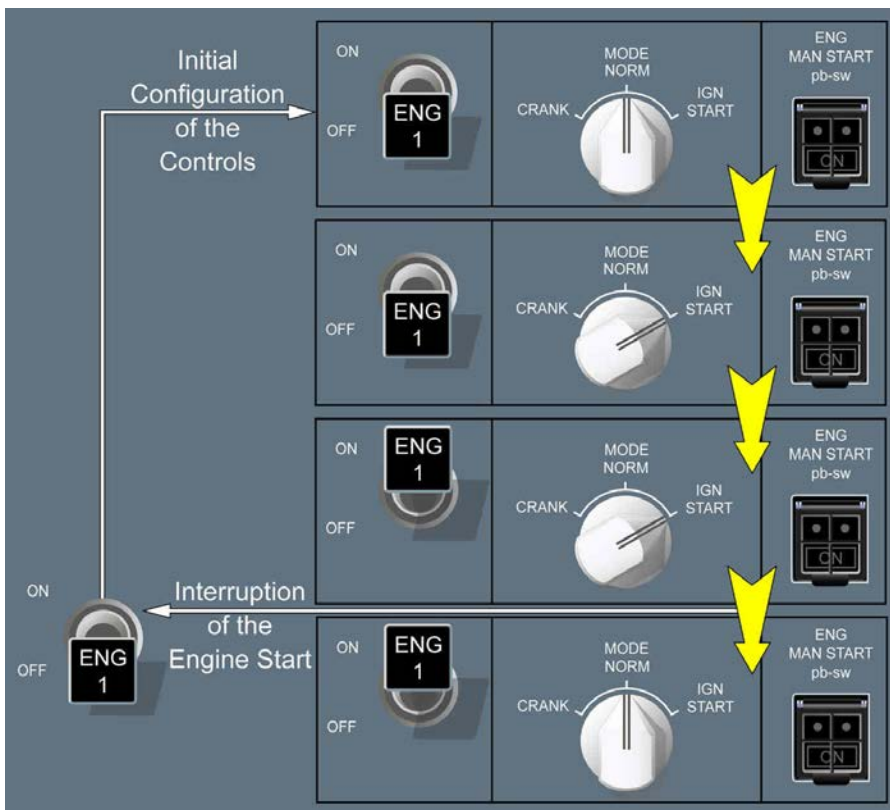 Initial
Configuration
of the
Controls
ON
OFF
ENG
1
MODE
NORM
CRANK
IGN
START
ENG
MAN START
pb-sw
ON
ON
OFF
ENG
1
MODE
NORM
CRANK
IGN
START
ENG
MAN START
pb-sw
ON
ON
OFF
ENG
1
MODE
NORM
CRANK
IGN
START
ENG
MAN START
pb-sw
ON
ON
OFF
ENG
1
Interruption
of the
Engine Start
ON
OFF
ENG
1
MODE
NORM
CRANK
IGN
START
ENG
MAN START
pb-sw
ON